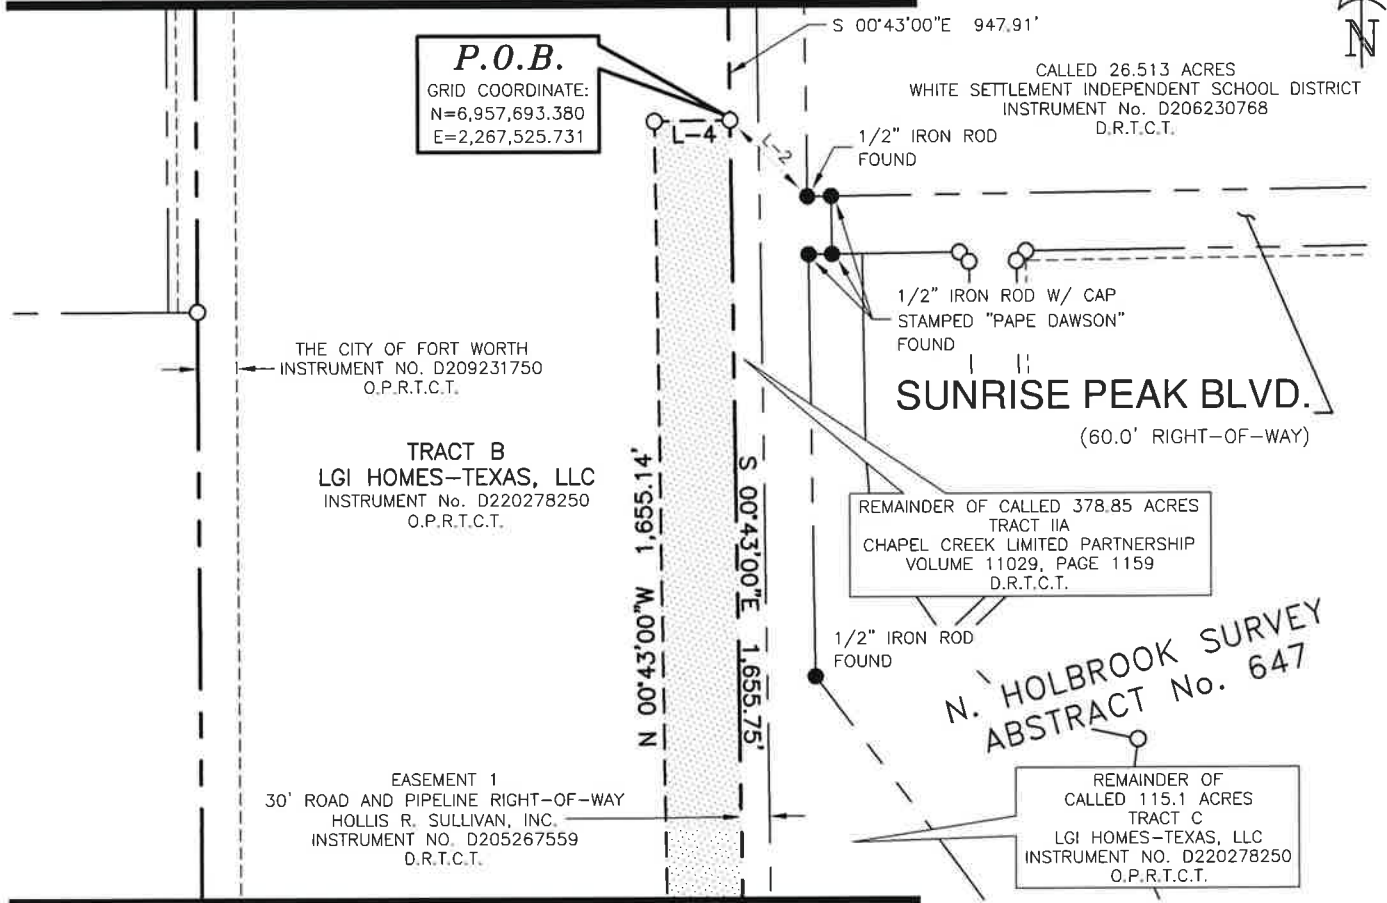 S 00°43'00"E 947.91'
N
P.O.B.
GRID COORDINATE:
N=6,957,693.380
E=2,267,525.731
CALLED 26.513 ACRES
WHITE SETTLEMENT INDEPENDENT SCHOOL DISTRICT
INSTRUMENT No. D206230768
D.R.T.C.T.
L-4
L-2
1/2" IRON ROD
FOUND
1/2" IRON ROD W/ CAP
STAMPED "PAPE DAWSON"
FOUND
THE CITY OF FORT WORTH
INSTRUMENT NO. D209231750
O.P.R.T.C.T.
SUNRISE PEAK BLVD.
(60.0' RIGHT-OF-WAY)
TRACT B
LGI HOMES-TEXAS, LLC
INSTRUMENT No. D220278250
O.P.R.T.C.T.
N 00°43'00"W 1,655.14'
S 00°43'00"E 1,655.75'
REMAINDER OF CALLED 378.85 ACRES
TRACT IIA
CHAPEL CREEK LIMITED PARTNERSHIP
VOLUME 11029, PAGE 1159
D.R.T.C.T.
1/2" IRON ROD
FOUND
N. HOLBROOK SURVEY
ABSTRACT No. 647
EASEMENT 1
30' ROAD AND PIPELINE RIGHT-OF-WAY
HOLLIS R. SULLIVAN, INC.
INSTRUMENT NO. D205267559
D.R.T.C.T.
REMAINDER OF
CALLED 115.1 ACRES
TRACT C
LGI HOMES-TEXAS, LLC
INSTRUMENT NO. D220278250
O.P.R.T.C.T.